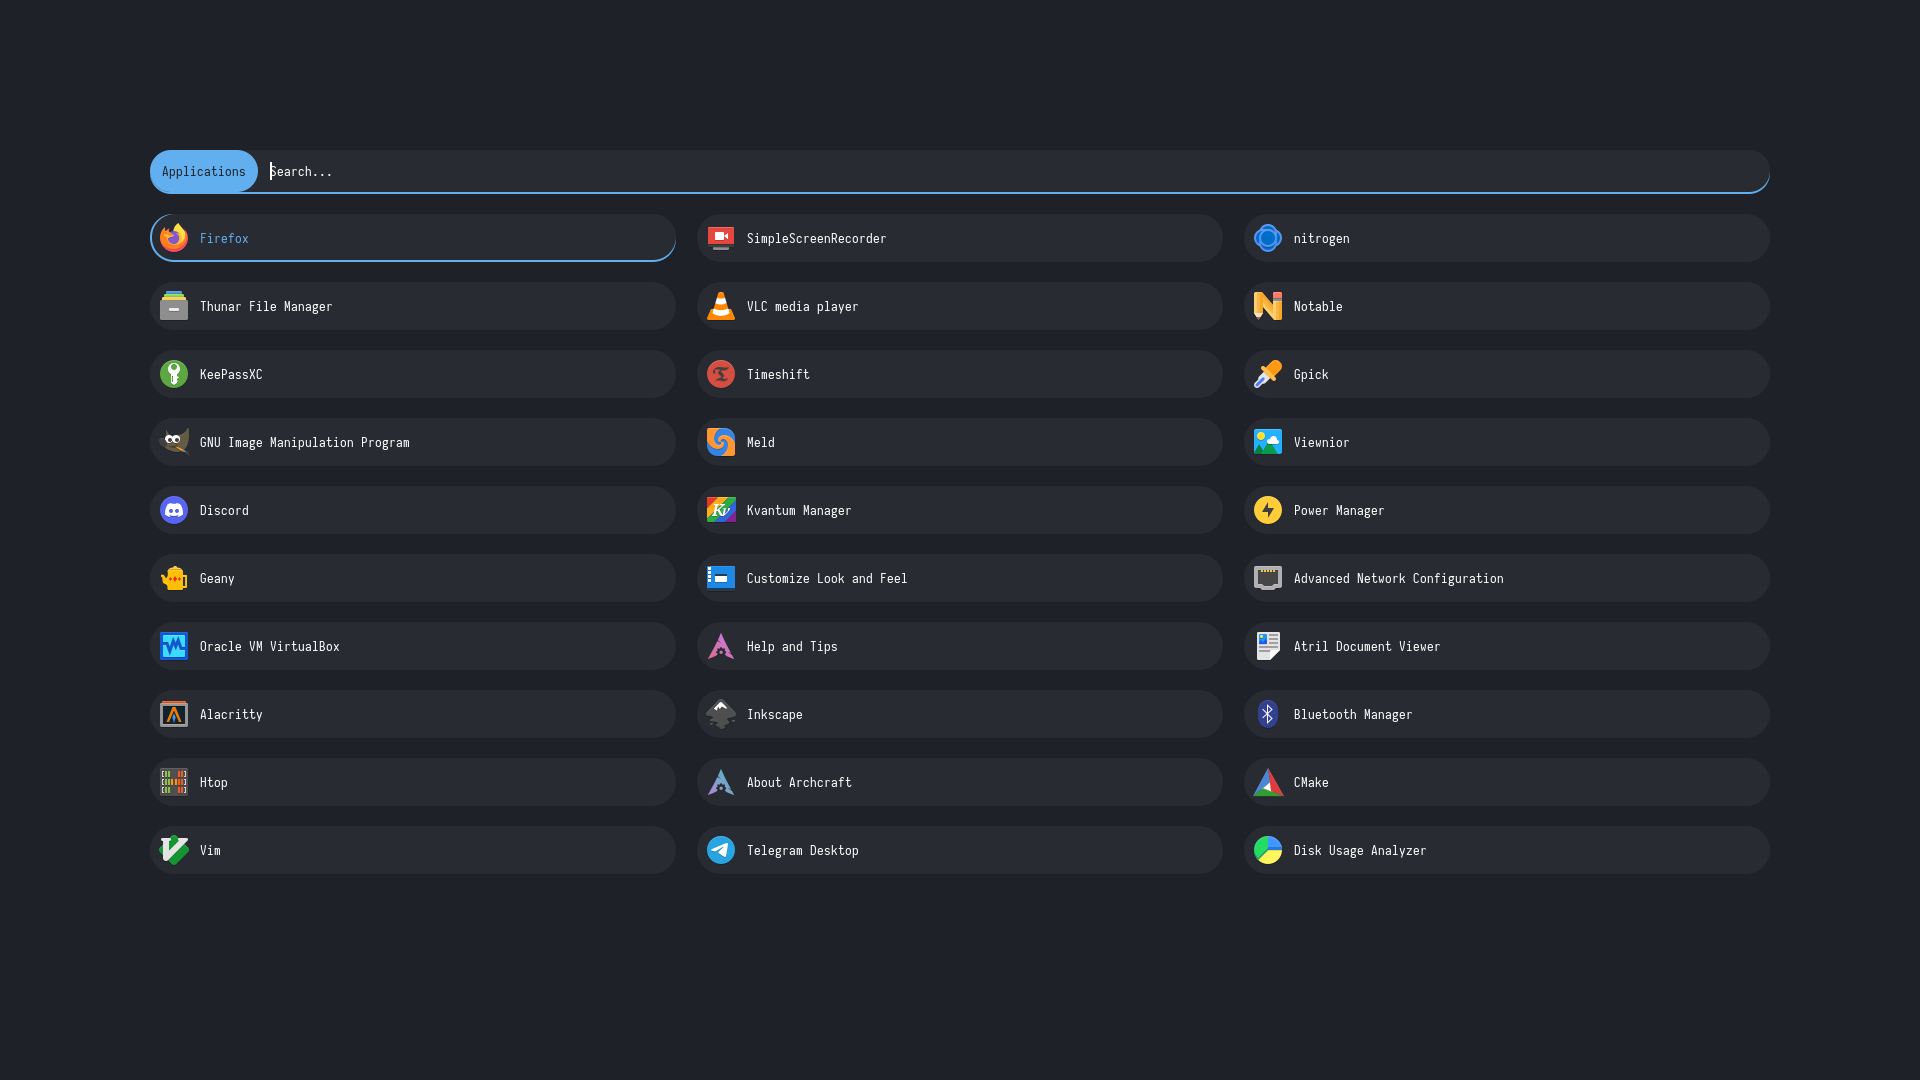 Applications Search...
Firefox
SimpleScreenRecorder
nitrogen
Thunar File Manager
VLC media player
Notable
KeePassXC
Timeshift
Gpick
GNU Image Manipulation Program
Meld
Viewnior
Discord
Kvantum Manager
Power Manager
Geany
Customize Look and Feel
Advanced Network Configuration
Oracle VM VirtualBox
Help and Tips
Atril Document Viewer
Alacritty
Inkscape
Bluetooth Manager
Htop
About Archcraft
CMake
Vim
Telegram Desktop
Disk Usage Analyzer